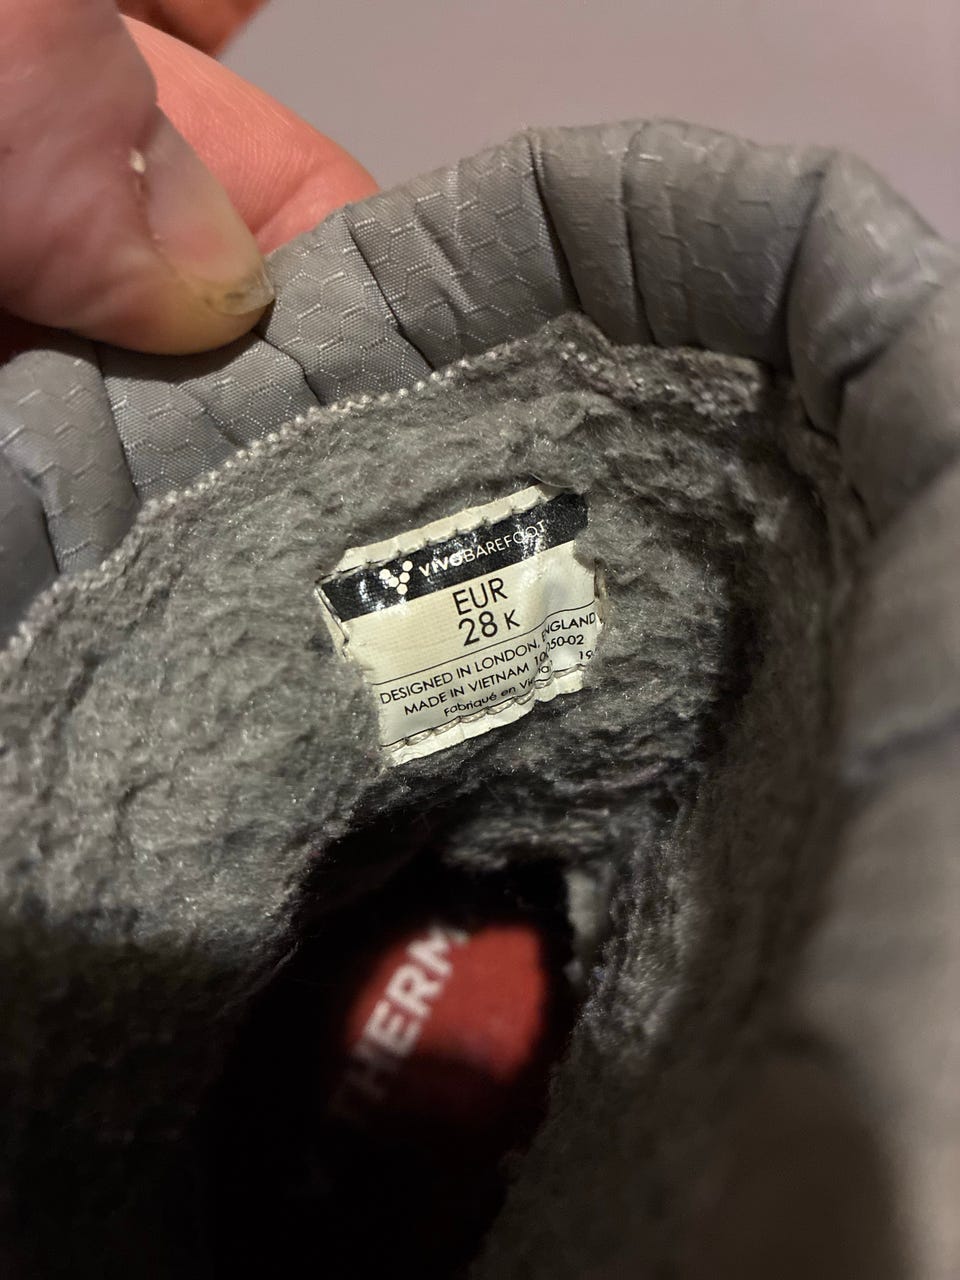 VIVOBAREFOOT
EUR
28 K
DESIGNED IN LONDON, ENGLAND
MADE IN VIETNAM
Fabriqué en
THERM